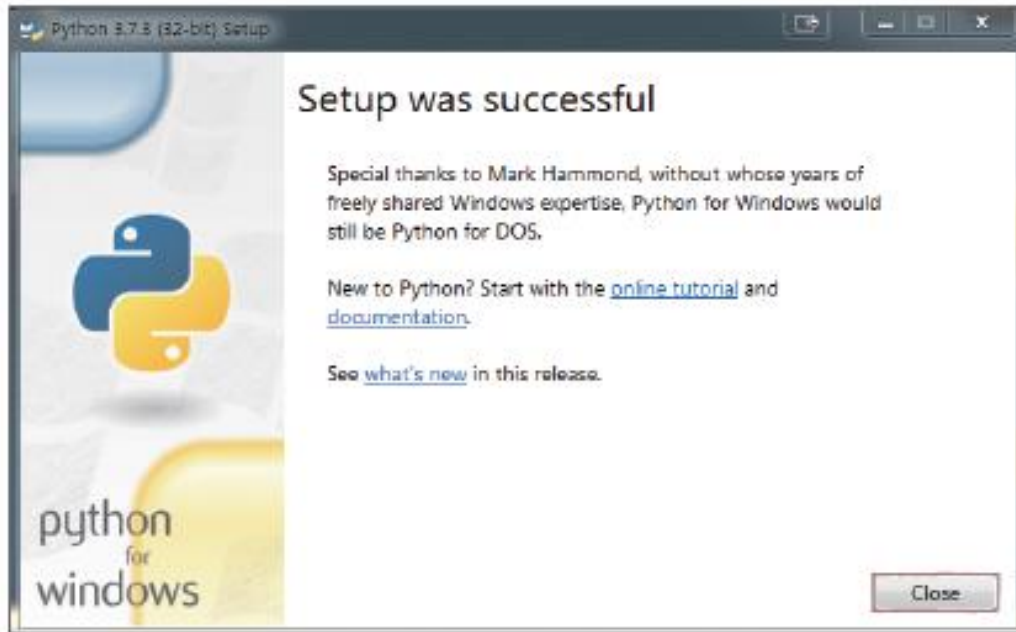 Python 3.7.3 (32-bit) Setup
Setup was successful
Special thanks to Mark Hammond, without whose years of
freely shared Windows expertise, Python for Windows would
still be Python for DOS.
New to Python? Start with the online tutorial and
documentation.
See what's new in this release.
python
for
windows
Close